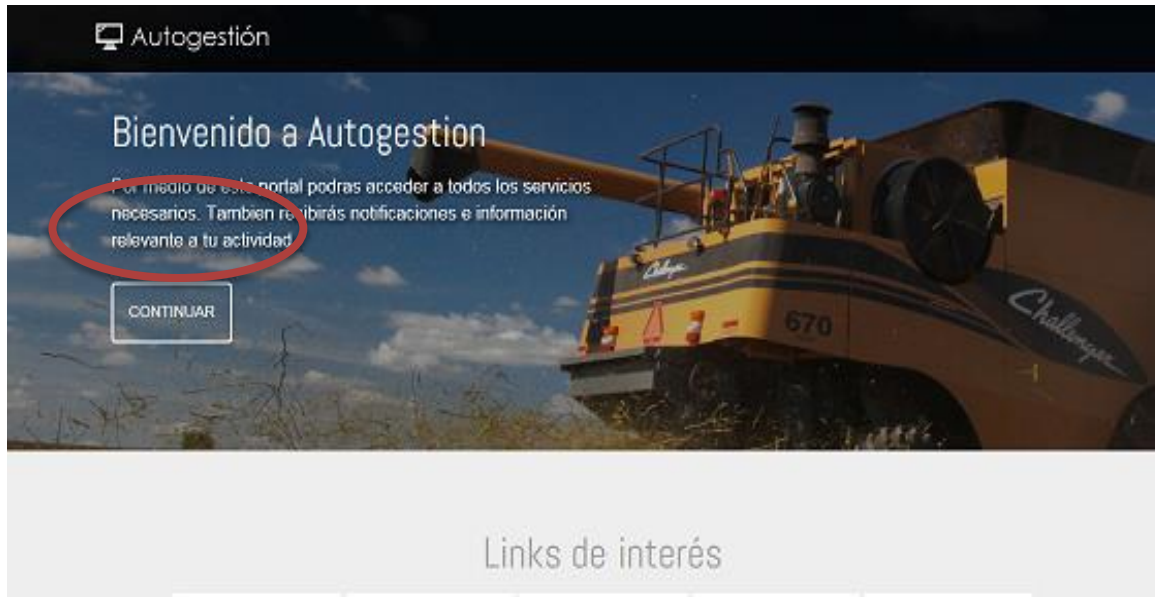 Autogestión
Bienvenido a Autogestion
Por medio de este portal podras acceder a todos los servicios
necesarios. Tambien recibirás notificaciones e información
relevante a tu actividad
CONTINUAR
Challenger
670
Challenger
Links de interés